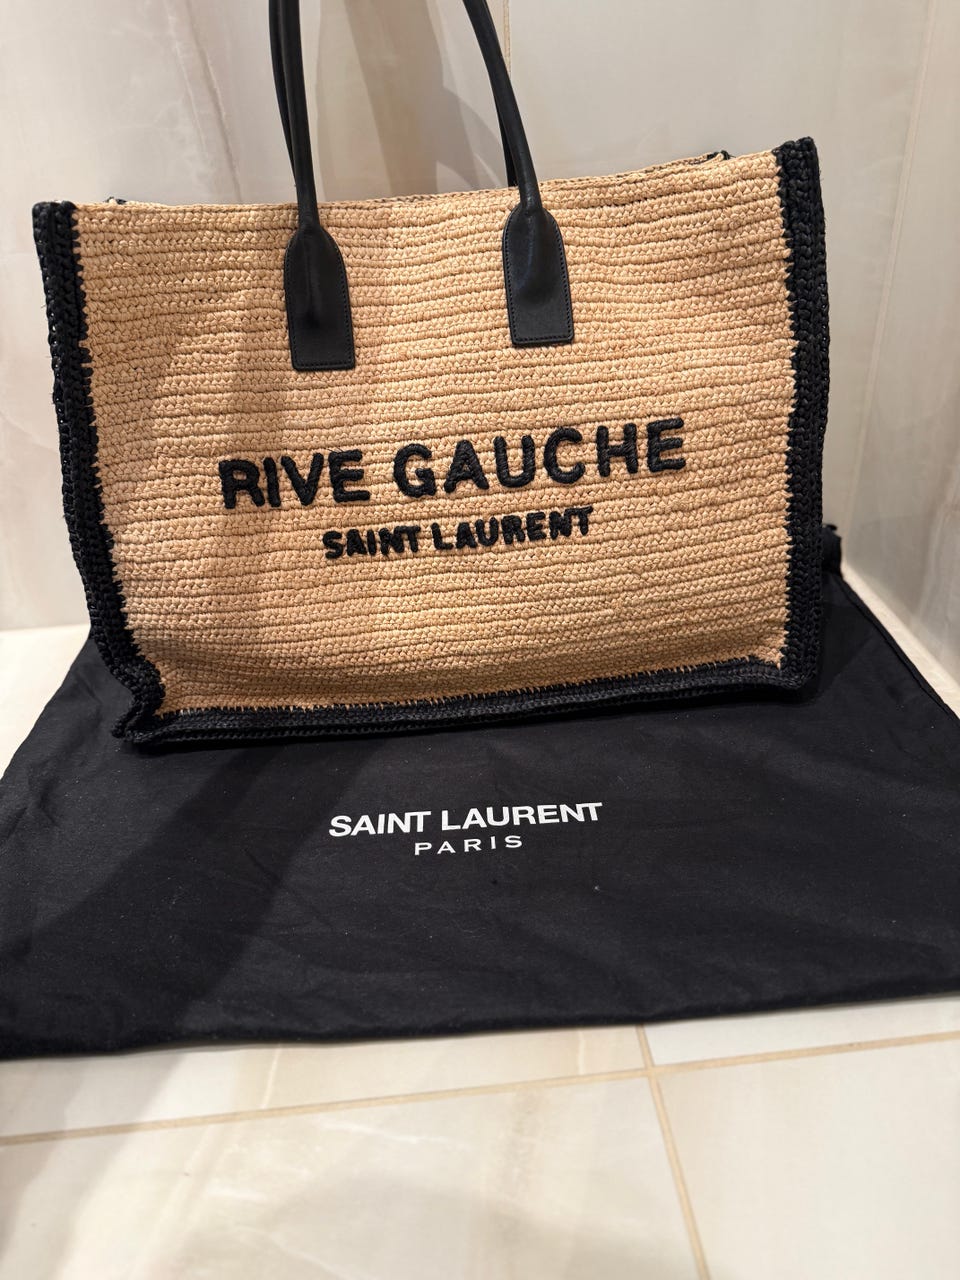 RIVE GAUCHE
SAINT LAURENT
SAINT LAURENT
PARIS